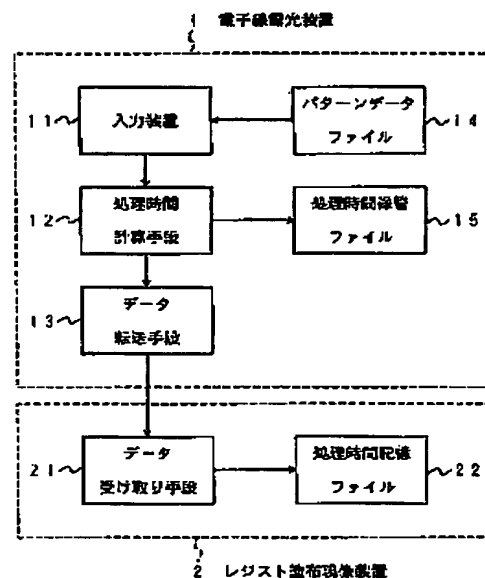 1 電子線露光装置
11 入力装置
パターンデータ
ファイル 14
12 処理時間
計算手段
処理時間保管
ファイル 15
13 データ
転送手段
21 データ
受け取り手段
処理時間記憶
ファイル 22
2 レジスト塗布現像装置